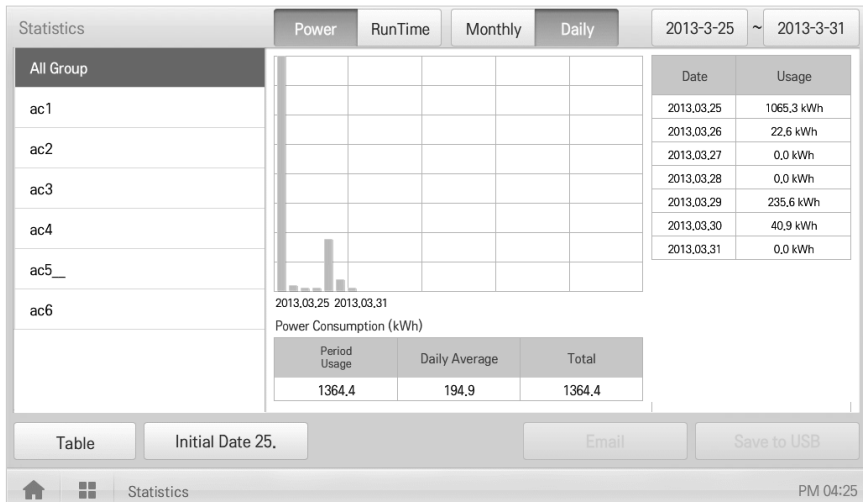 Statistics Power RunTime Monthly Daily 2013-3-25 ~ 2013-3-31
All Group
ac1
ac2
ac3
ac4
ac5__
ac6
2013.03.25 2013.03.31
Power Consumption (kWh)
Period Usage Daily Average Total
1364.4 194.9 1364.4
Date Usage
2013.03.25 1065.3 kWh
2013.03.26 22.6 kWh
2013.03.27 0.0 kWh
2013.03.28 0.0 kWh
2013.03.29 235.6 kWh
2013.03.30 40.9 kWh
2013.03.31 0.0 kWh
Table Initial Date 25. Email Save to USB
Statistics PM 04:25